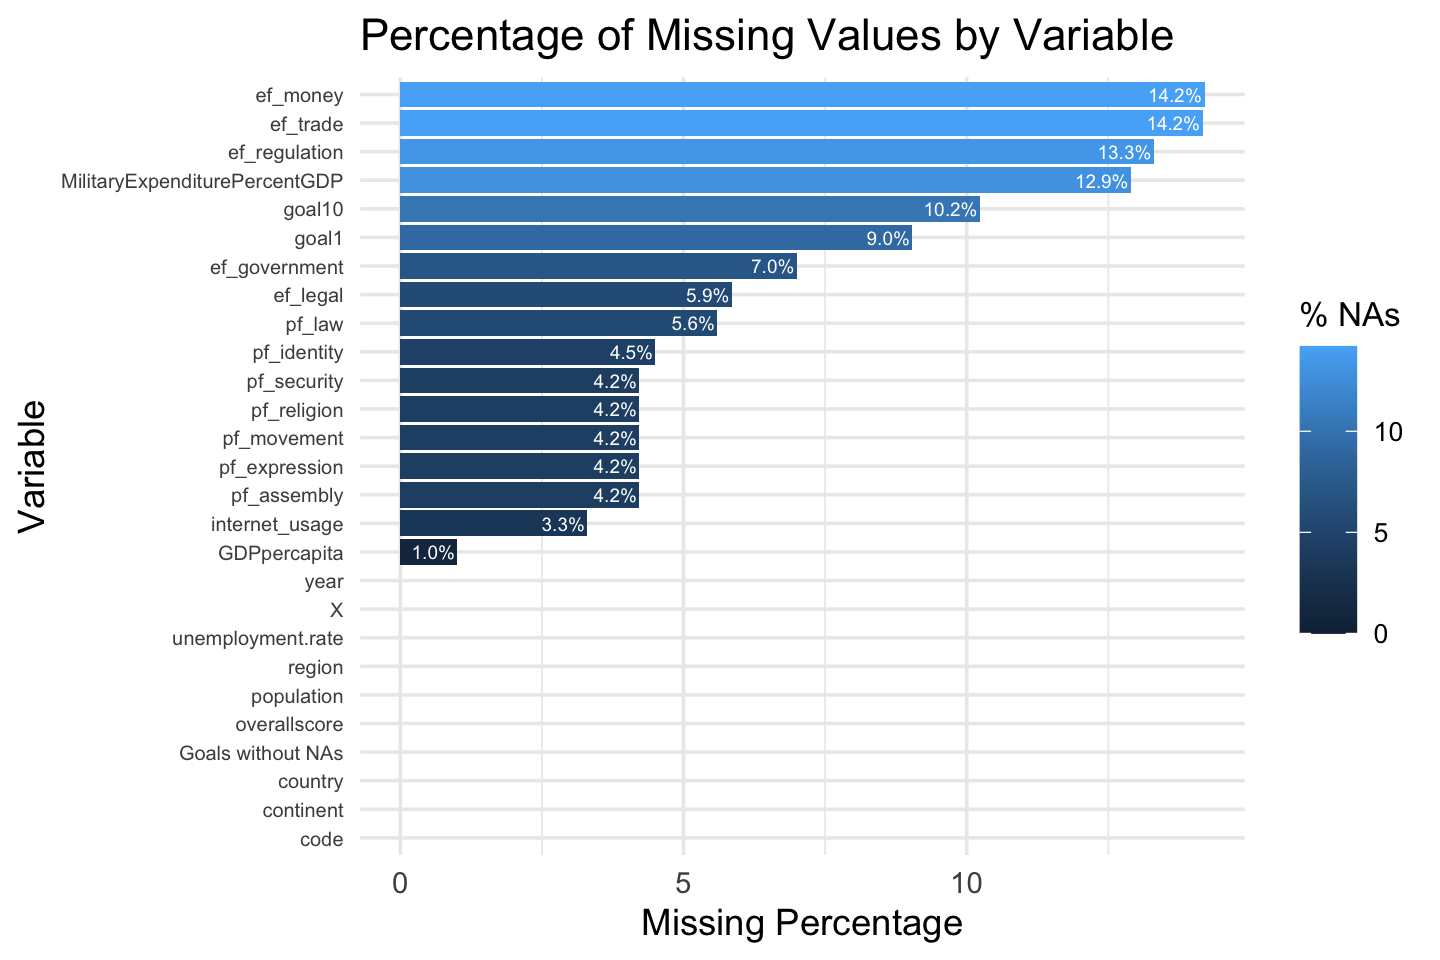 Percentage of Missing Values by Variable
Variable
ef_money 14.2%
ef_trade 14.2%
ef_regulation 13.3%
MilitaryExpenditurePercentGDP 12.9%
goal10 10.2%
goal1 9.0%
ef_government 7.0%
ef_legal 5.9%
pf_law 5.6%
pf_identity 4.5%
pf_security 4.2%
pf_religion 4.2%
pf_movement 4.2%
pf_expression 4.2%
pf_assembly 4.2%
internet_usage 3.3%
GDPpercapita 1.0%
year
X
unemployment.rate
region
population
overallscore
Goals without NAs
country
continent
code
0 5 10
Missing Percentage
% NAs
10
5
0